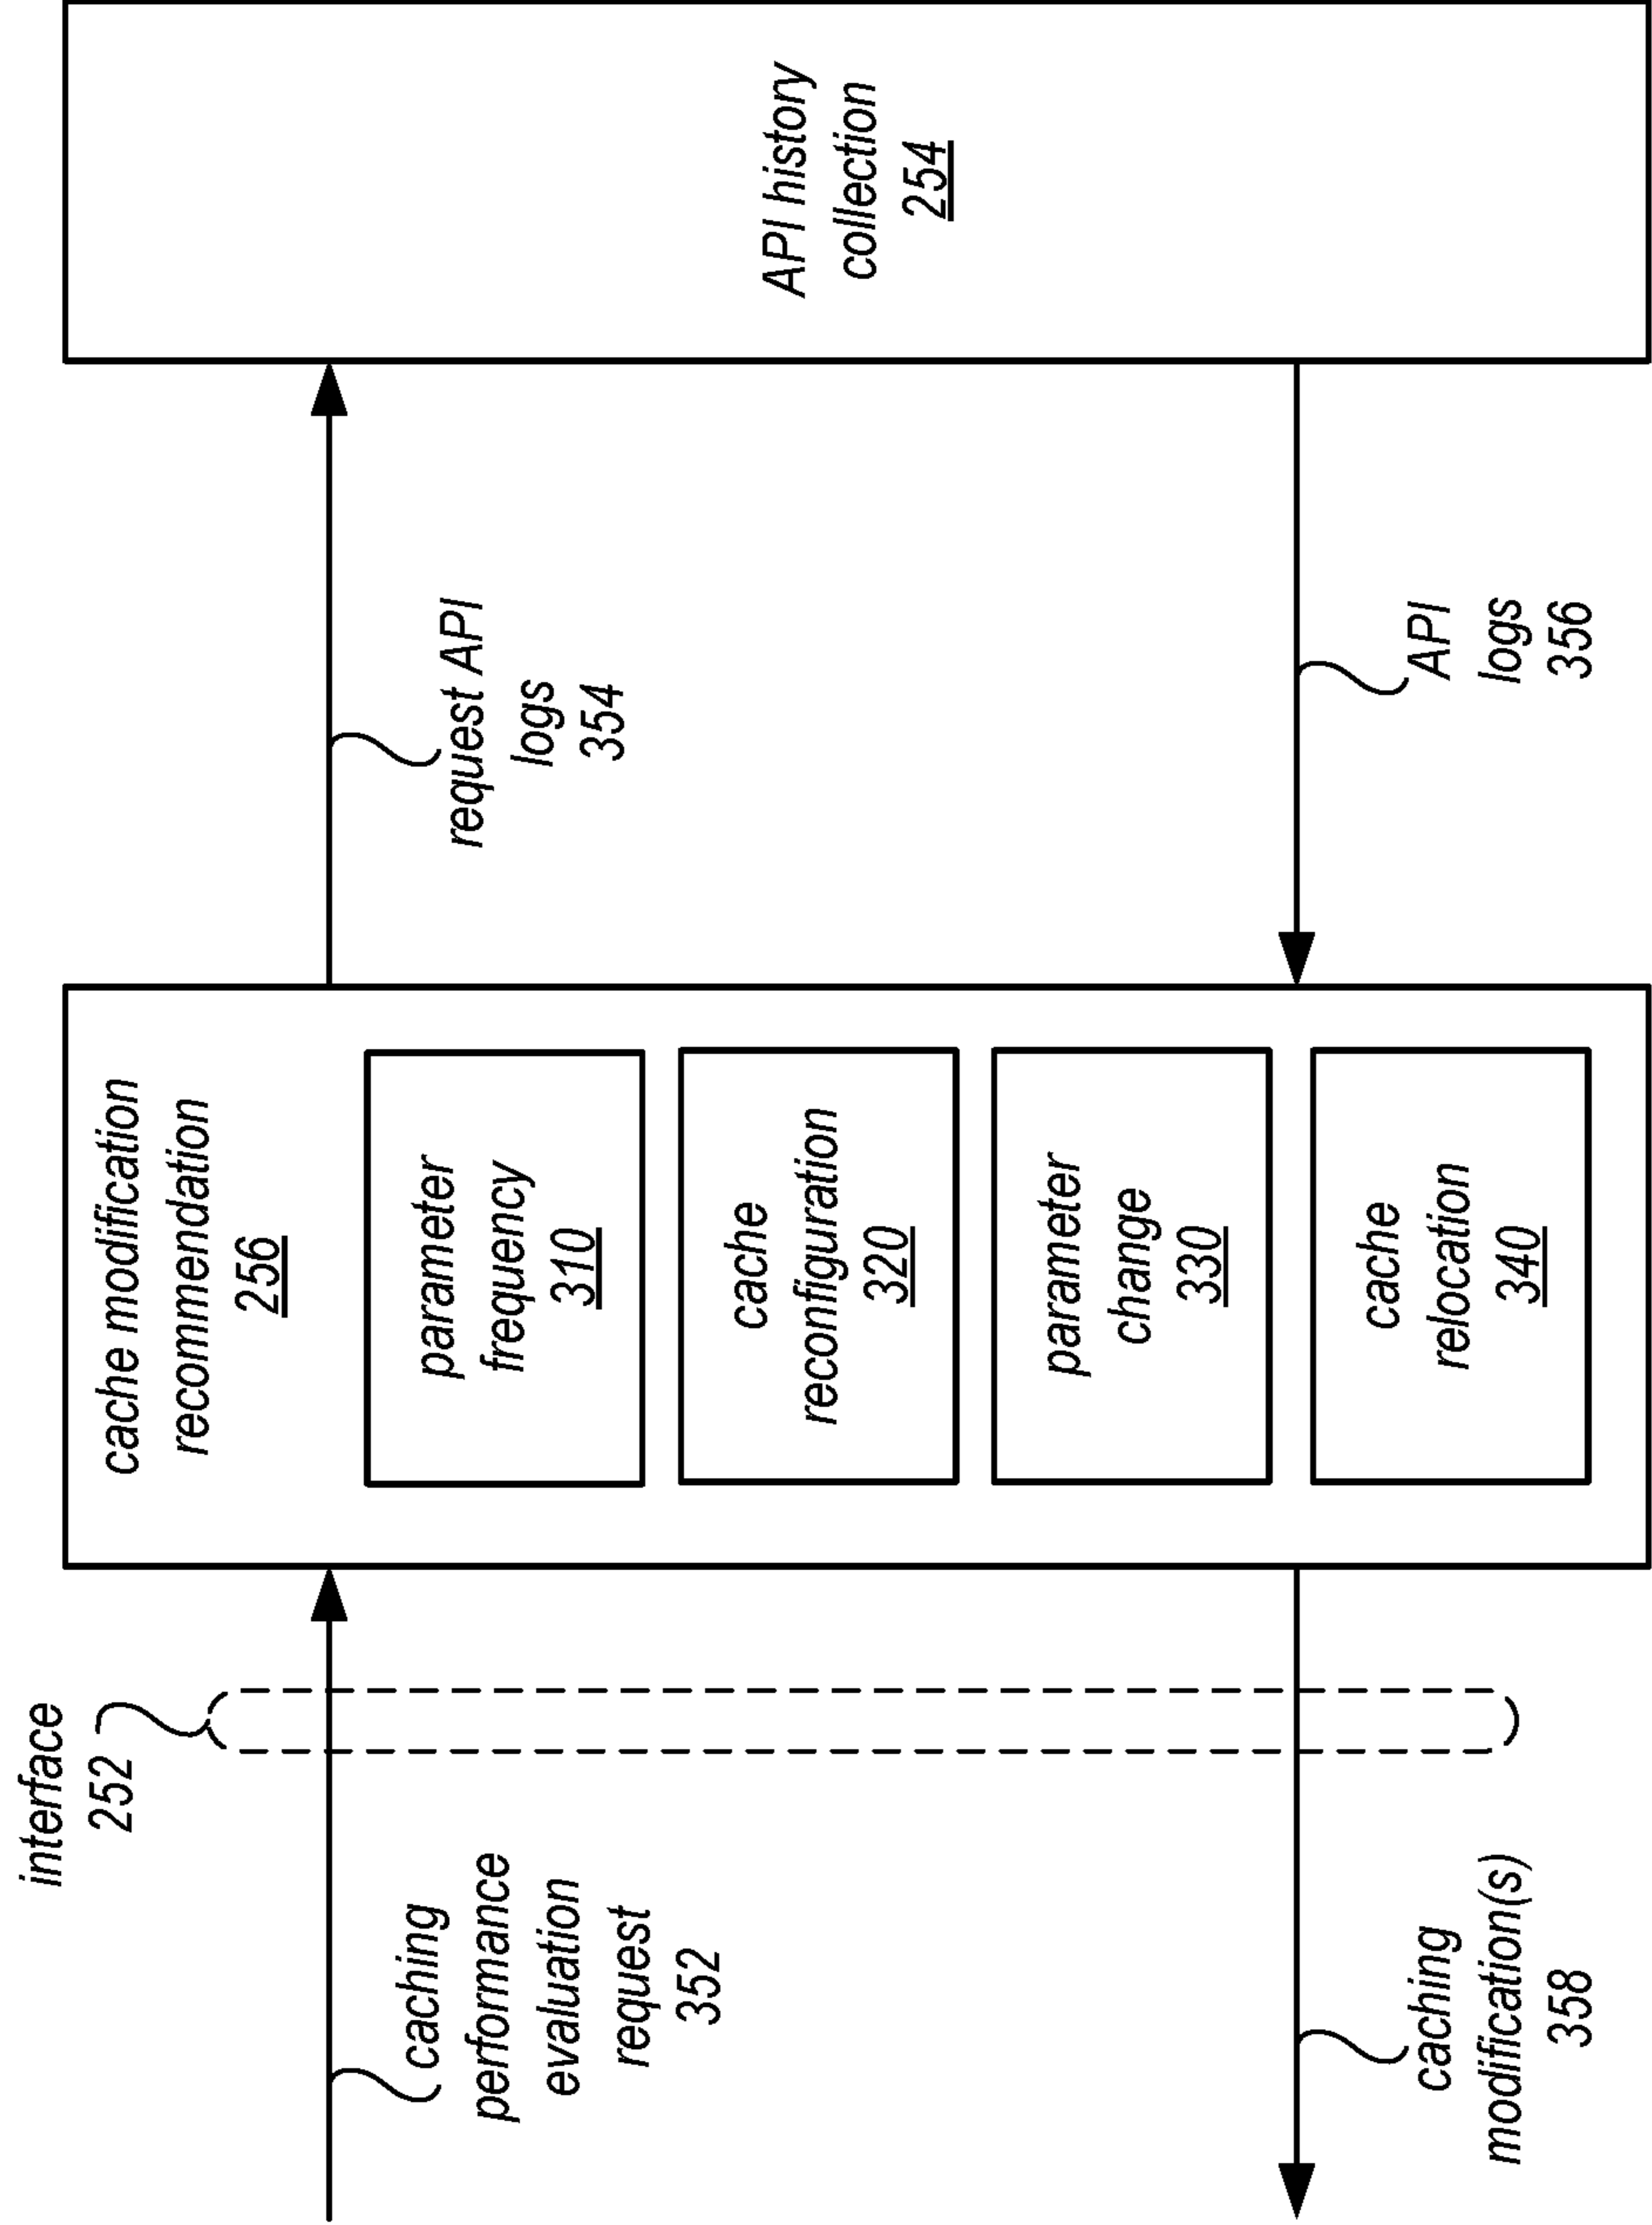 interface
252
caching
performance
evaluation
request
352
caching
modification(s)
358
cache modification
recommendation
256
parameter
frequency
310
cache
reconfiguration
320
parameter
change
330
cache
relocation
340
request API
logs
354
API
logs
356
API history
collection
254